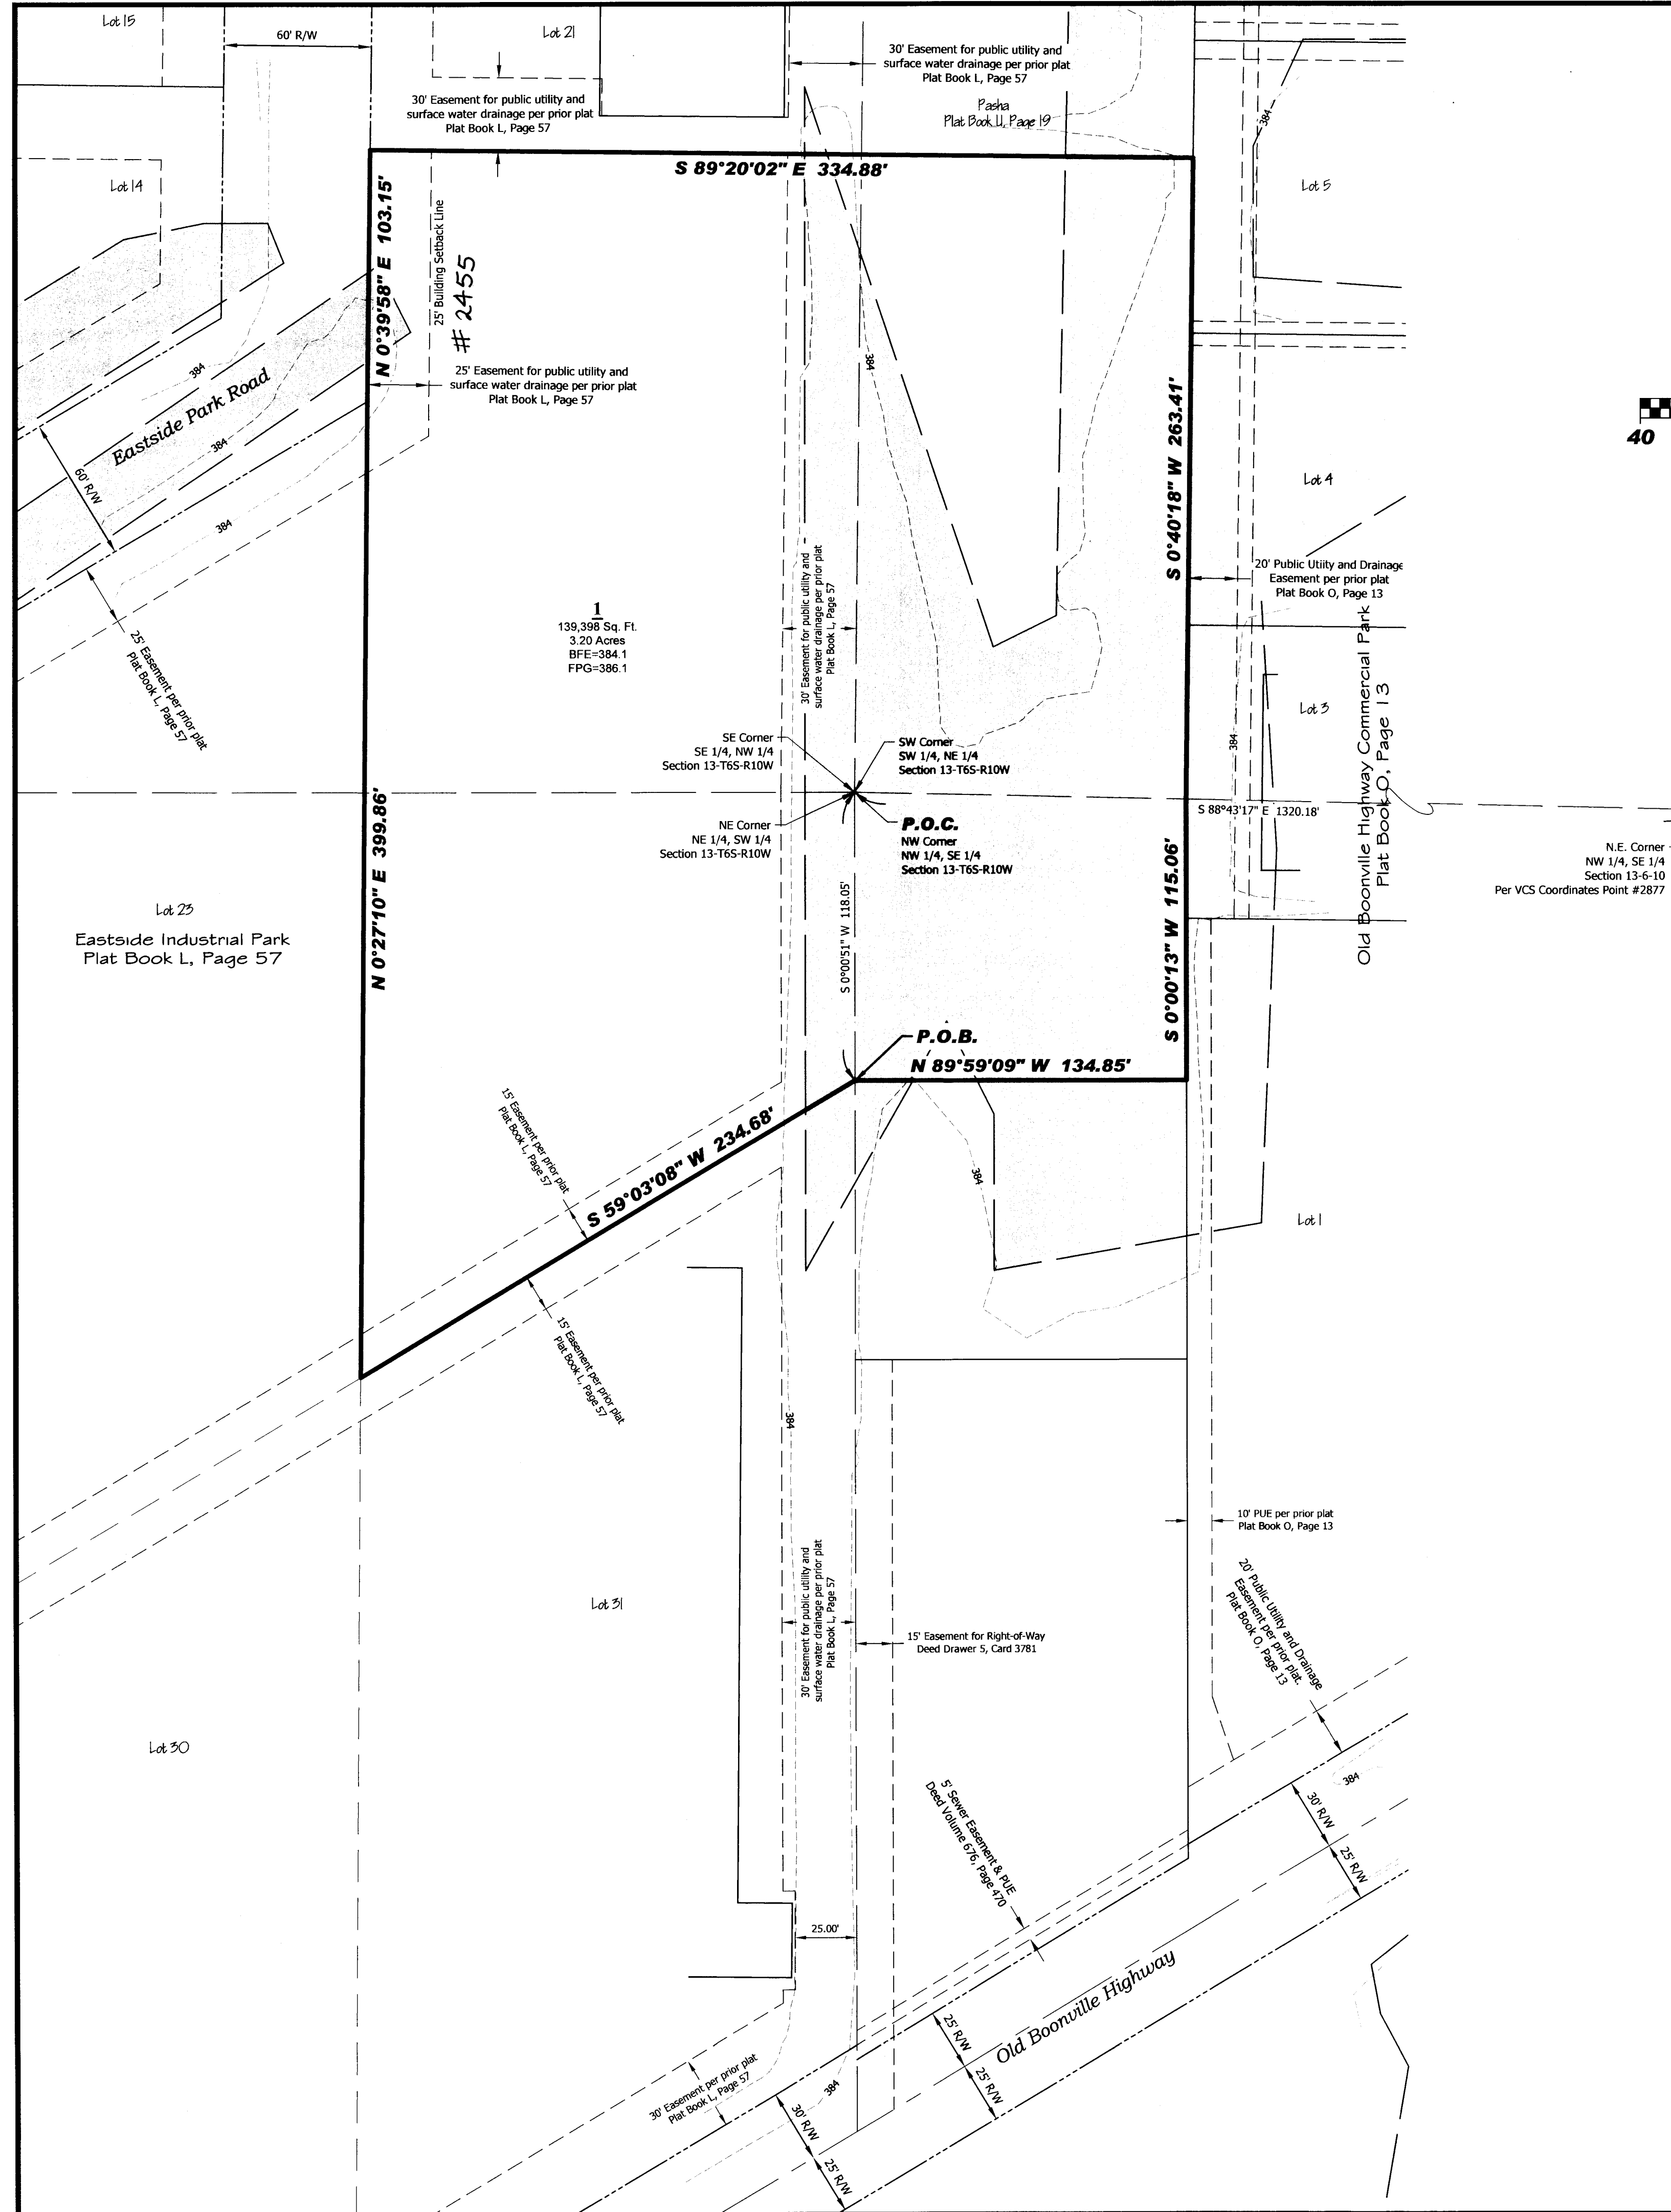 Lot 15
60' R/W
Lot 21
30' Easement for public utility and
surface water drainage per prior plat
Plat Book L, Page 57
30' Easement for public utility and
surface water drainage per prior plat
Plat Book L, Page 57
Pasha
Plat Book U, Page 19
384
Lot 14
S 89°20'02" E 334.88'
Lot 5
N 0°39'58" E 103.15'
25' Building Setback Line
# 2455
25' Easement for public utility and
surface water drainage per prior plat
Plat Book L, Page 57
384
Eastside Park Road
384
60' R/W
384
384
S 0°40'18" W 263.41'
40
Lot 4
20' Public Utiity and Drainage
Easement per prior plat
Plat Book O, Page 13
25' Easement per prior plat
Plat Book L, Page 57
1
139,398 Sq. Ft.
3.20 Acres
BFE=384.1
FPG=386.1
30' Easement for public utility and
surface water drainage per prior plat
Plat Book L, Page 57
Old Boonville Highway Commercial Park
Plat Book O, Page 13
Lot 3
384
SE Corner
SE 1/4, NW 1/4
Section 13-T6S-R10W
SW Corner
SW 1/4, NE 1/4
Section 13-T6S-R10W
S 88°43'17" E 1320.18'
NE Corner
NE 1/4, SW 1/4
Section 13-T6S-R10W
P.O.C.
NW Corner
NW 1/4, SE 1/4
Section 13-T6S-R10W
N.E. Corner
NW 1/4, SE 1/4
Section 13-6-10
Per VCS Coordinates Point #2877
N 0°27'10" E 399.86'
S 0°00'51" W 118.05'
S 0°00'13" W 115.06'
Lot 23
Eastside Industrial Park
Plat Book L, Page 57
P.O.B.
N 89°59'09" W 134.85'
15' Easement per prior plat
Plat Book L, Page 57
S 59°03'08" W 234.68'
384
Lot 1
15' Easement per prior plat
Plat Book L, Page 57
384
10' PUE per prior plat
Plat Book O, Page 13
Lot 31
30' Easement for public utility and
surface water drainage per prior plat
Plat Book L, Page 57
15' Easement for Right-of-Way
Deed Drawer 5, Card 3781
20' Public Utility and Drainage
Easement per prior plat.
Plat Book O, Page 13
Lot 30
5' Sewer Easement & PUE
Deed Volume 676, Page 470
384
30' R/W
25' R/W
25.00'
Old Boonville Highway
25' R/W
25' R/W
30' Easement per prior plat
Plat Book L, Page 57
384
30' R/W
25' R/W